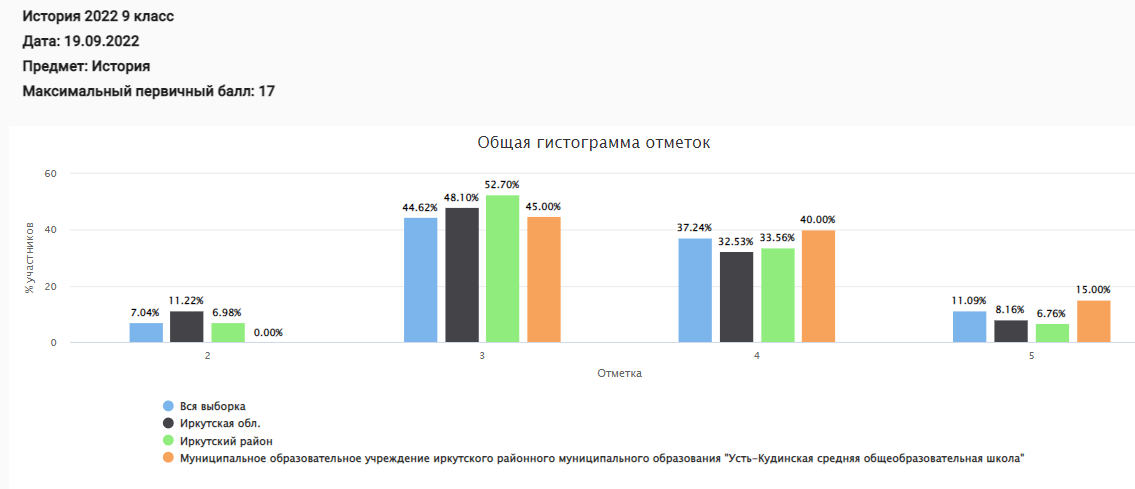 История 2022 9 класс
Дата: 19.09.2022
Предмет: История
Максимальный первичный балл: 17
Общая гистограмма отметок
% участников
60
40
20
0
7.04%
11.22%
6.98%
0.00%
44.62%
48.10%
52.70%
45.00%
37.24%
32.53%
33.56%
40.00%
11.09%
8.16%
6.76%
15.00%
2
3
4
5
Отметка
Вся выборка
Иркутская обл.
Иркутский район
Муниципальное образовательное учреждение иркутского районного муниципального образования "Усть-Кудинская средняя общеобразовательная школа"